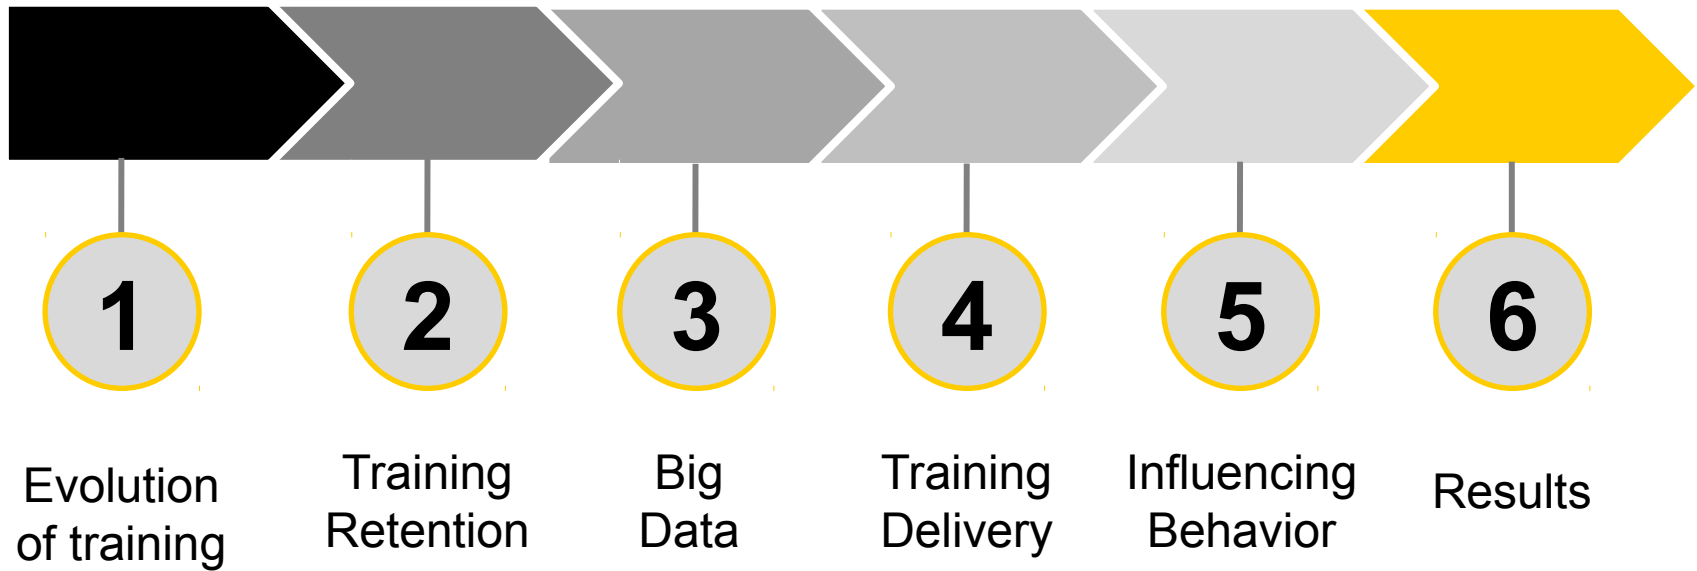 1
2
3
4
5
6
Evolution
of training
Training
Retention
Big
Data
Training
Delivery
Influencing
Behavior
Results